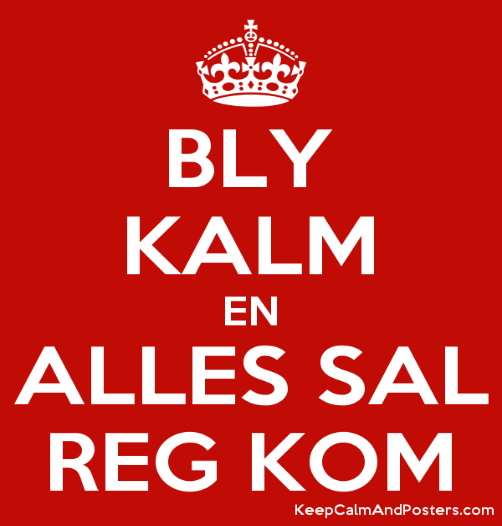 BLY
KALM
EN
ALLES SAL
REG KOM
KeepCalmAndPosters.com